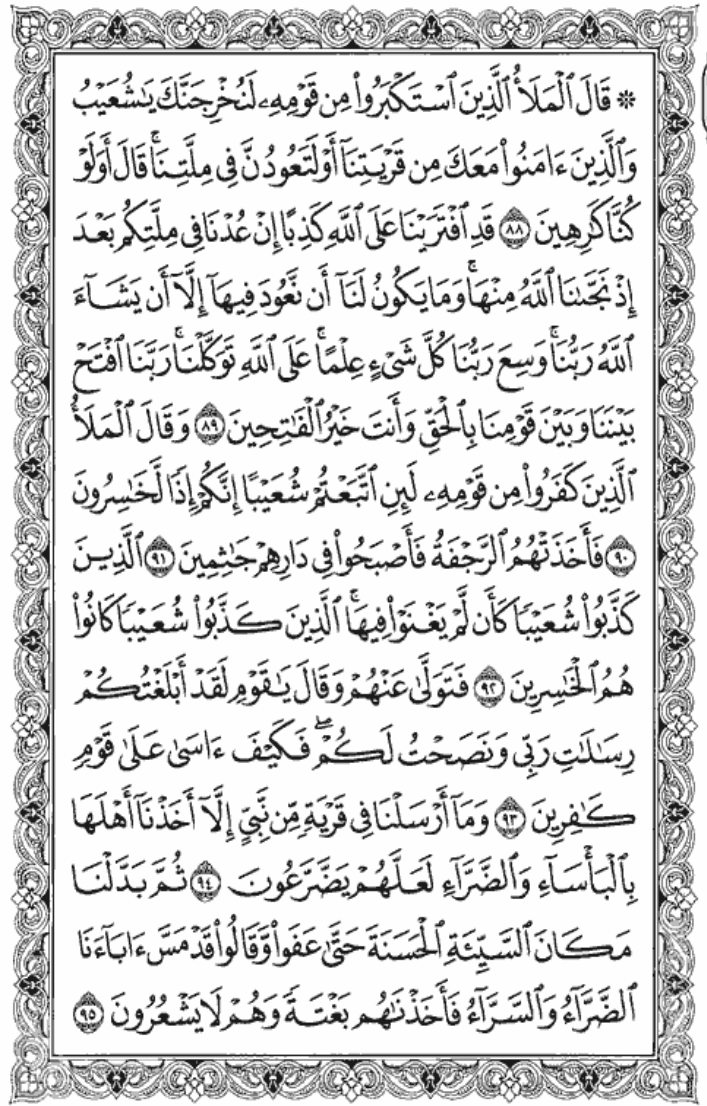 ۞ قَالَ ٱلْمَلَأُ ٱلَّذِينَ ٱسْتَكْبَرُوا۟ مِن قَوْمِهِۦ لَنُخْرِجَنَّكَ يَـٰشُعَيْبُ
وَٱلَّذِينَ ءَامَنُوا۟ مَعَكَ مِن قَرْيَتِنَآ أَوْ لَتَعُودُنَّ فِى مِلَّتِنَا ۚ قَالَ أَوَلَوْ
كُنَّا كَـٰرِهِينَ ٨٨ قَدِ ٱفْتَرَيْنَا عَلَى ٱللَّهِ كَذِبًا إِنْ عُدْنَا فِى مِلَّتِكُم بَعْدَ
إِذْ نَجَّىٰنَا ٱللَّهُ مِنْهَا ۚ وَمَا يَكُونُ لَنَآ أَن نَّعُودَ فِيهَآ إِلَّآ أَن يَشَآءَ
ٱللَّهُ رَبُّنَا ۚ وَسِعَ رَبُّنَا كُلَّ شَىْءٍ عِلْمًا ۚ عَلَى ٱللَّهِ تَوَكَّلْنَا ۚ رَبَّنَا ٱفْتَحْ
بَيْنَنَا وَبَيْنَ قَوْمِنَا بِٱلْحَقِّ وَأَنتَ خَيْرُ ٱلْفَـٰتِحِينَ ٨٩ وَقَالَ ٱلْمَلَأُ
ٱلَّذِينَ كَفَرُوا۟ مِن قَوْمِهِۦ لَئِنِ ٱتَّبَعْتُمْ شُعَيْبًا إِنَّكُمْ إِذًا لَّخَـٰسِرُونَ
٩٠ فَأَخَذَتْهُمُ ٱلرَّجْفَةُ فَأَصْبَحُوا۟ فِى دَارِهِمْ جَـٰثِمِينَ ٩١ ٱلَّذِينَ
كَذَّبُوا۟ شُعَيْبًا كَأَن لَّمْ يَغْنَوْا۟ فِيهَا ۚ ٱلَّذِينَ كَذَّبُوا۟ شُعَيْبًا كَانُوا۟
هُمُ ٱلْخَـٰسِرِينَ ٩٢ فَتَوَلَّىٰ عَنْهُمْ وَقَالَ يَـٰقَوْمِ لَقَدْ أَبْلَغْتُكُمْ
رِسَـٰلَـٰتِ رَبِّى وَنَصَحْتُ لَكُمْ ۖ فَكَيْفَ ءَاسَىٰ عَلَىٰ قَوْمٍ
كَـٰفِرِينَ ٩٣ وَمَآ أَرْسَلْنَا فِى قَرْيَةٍ مِّن نَّبِىٍّ إِلَّآ أَخَذْنَآ أَهْلَهَا
بِٱلْبَأْسَآءِ وَٱلضَّرَّآءِ لَعَلَّهُمْ يَضَّرَّعُونَ ٩٤ ثُمَّ بَدَّلْنَا
مَكَانَ ٱلسَّيِّئَةِ ٱلْحَسَنَةَ حَتَّىٰ عَفَوا۟ وَّقَالُوا۟ قَدْ مَسَّ ءَابَآءَنَا
ٱلضَّرَّآءُ وَٱلسَّرَّآءُ فَأَخَذْنَـٰهُم بَغْتَةً وَهُمْ لَا يَشْعُرُونَ ٩٥